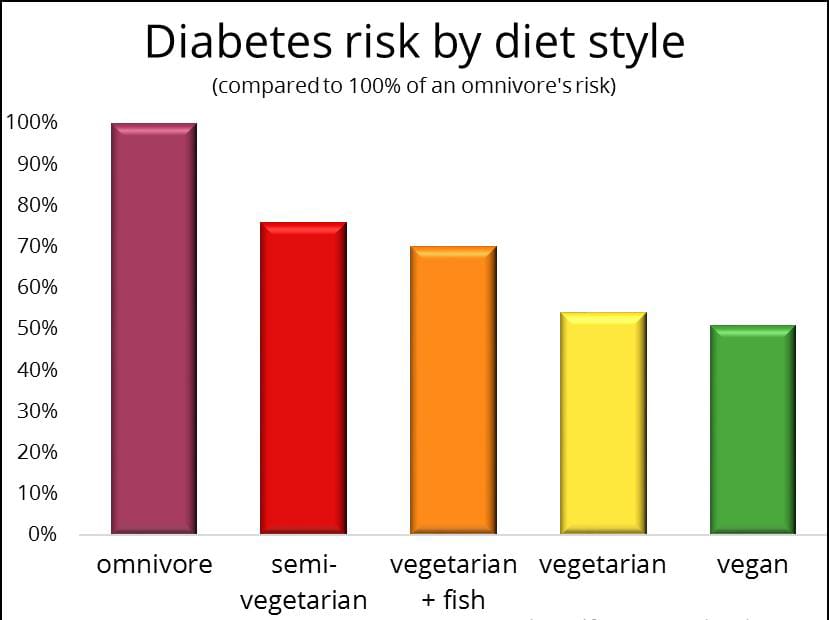 Diabetes risk by diet style
(compared to 100% of an omnivore's risk)
100%
90%
80%
70%
60%
50%
40%
30%
20%
10%
0%
omnivore
semi-
vegetarian
vegetarian
+ fish
vegetarian
vegan